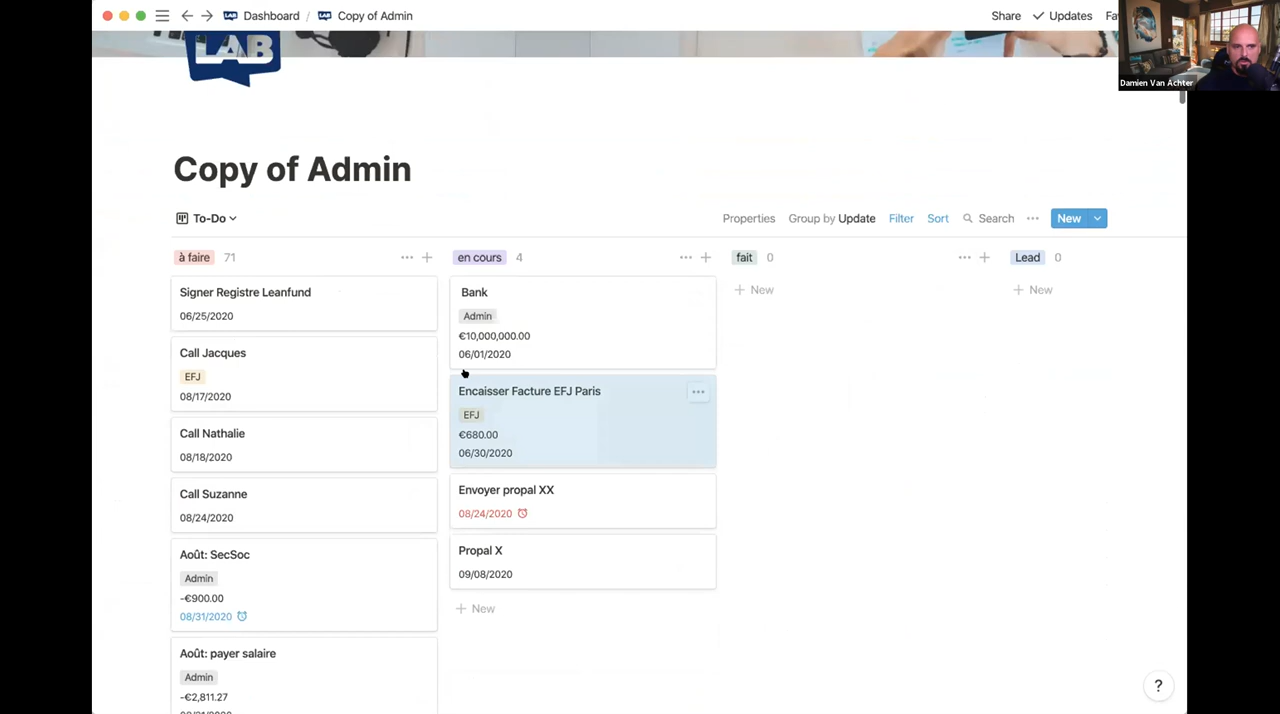 Dashboard / Copy of Admin
Share Updates Fa
Damien Van Achter
LAB
Copy of Admin
To-Do
Properties Group by Update Filter Sort Search ... New
à faire 71
Signer Registre Leanfund
06/25/2020
Call Jacques
EFJ
08/17/2020
Call Nathalie
08/18/2020
Call Suzanne
08/24/2020
Août: SecSoc
Admin
-€900.00
08/31/2020
Août: payer salaire
Admin
-€2,811.27
en cours 4
Bank
Admin
€10,000,000.00
06/01/2020
Encaisser Facture EFJ Paris
EFJ
€680.00
06/30/2020
Envoyer propal XX
08/24/2020
Propal X
09/08/2020
+ New
fait 0
+ New
Lead 0
+ New
?